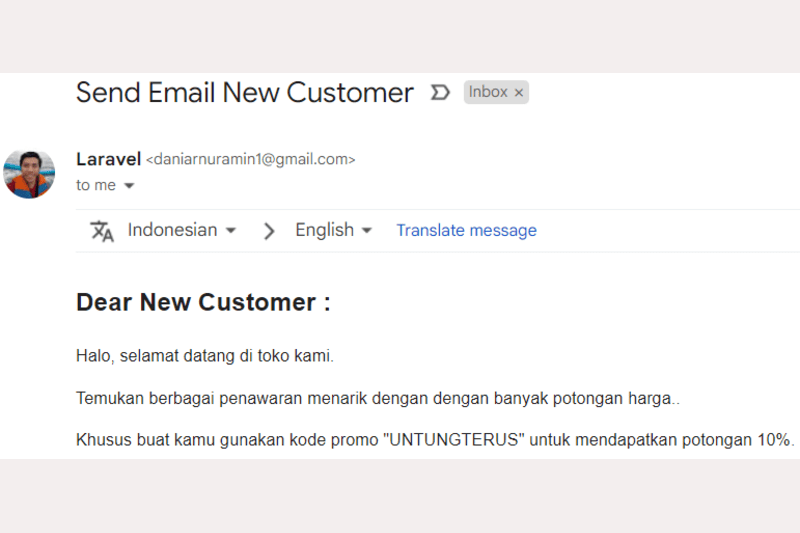 Send Email New Customer Inbox ×
Laravel <daniarnuramin1@gmail.com>
to me
Indonesian > English Translate message
Dear New Customer :
Halo, selamat datang di toko kami.
Temukan berbagai penawaran menarik dengan dengan banyak potongan harga..
Khusus buat kamu gunakan kode promo "UNTUNGTERUS" untuk mendapatkan potongan 10%.